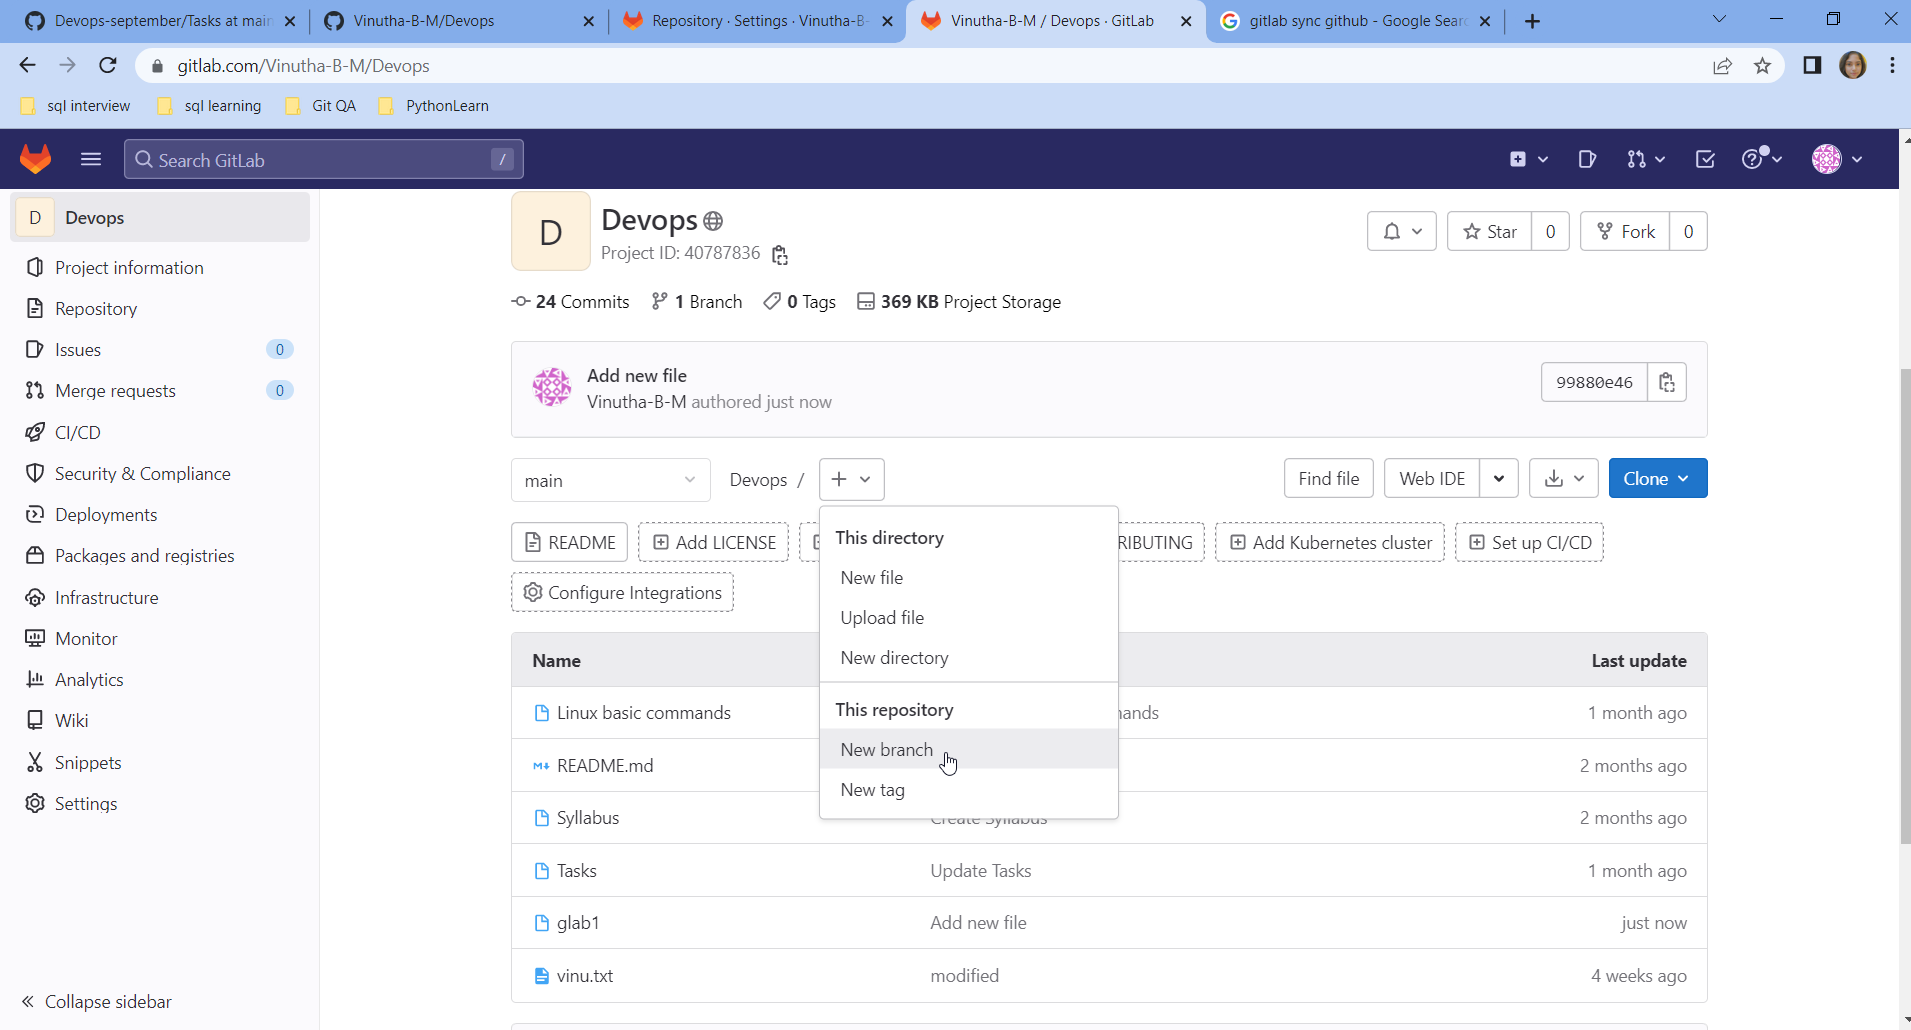 Devops-september/Tasks at main
Vinutha-B-M/Devops
Repository · Settings · Vinutha-B-
Vinutha-B-M / Devops · GitLab
gitlab sync github - Google Sear
gitlab.com/Vinutha-B-M/Devops
sql interview
sql learning
Git QA
PythonLearn
Search GitLab
/
D
Devops
Project information
Repository
Issues
0
Merge requests
0
CI/CD
Security & Compliance
Deployments
Packages and registries
Infrastructure
Monitor
Analytics
Wiki
Snippets
Settings
Collapse sidebar
D
Devops
Project ID: 40787836
Star
0
Fork
0
24 Commits
1 Branch
0 Tags
369 KB Project Storage
Add new file
Vinutha-B-M authored just now
99880e46
main
Devops /
Find file
Web IDE
Clone
README
Add LICENSE
RIBUTING
Add Kubernetes cluster
Set up CI/CD
Configure Integrations
This directory
New file
Upload file
New directory
This repository
New branch
New tag
Name
Last update
Linux basic commands
ands
1 month ago
README.md
2 months ago
Syllabus
Create Syllabus
2 months ago
Tasks
Update Tasks
1 month ago
glab1
Add new file
just now
vinu.txt
modified
4 weeks ago